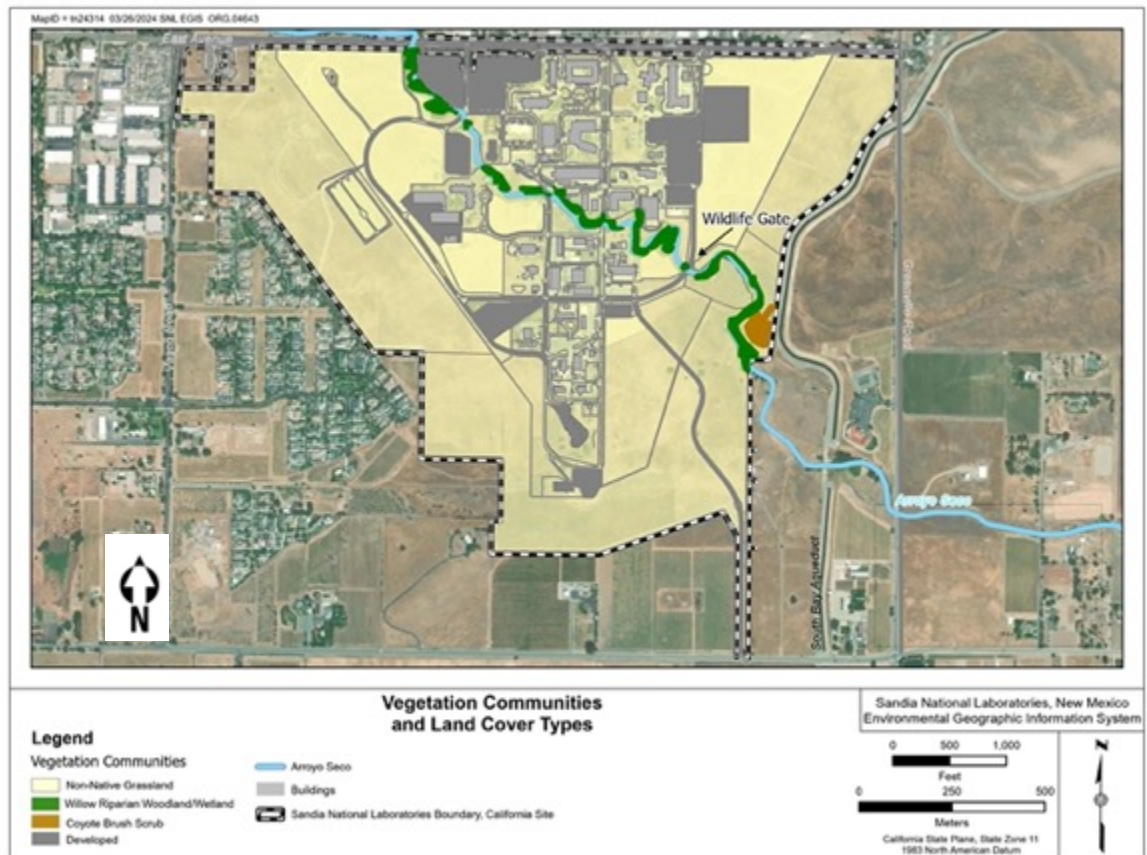 MapID = tn24314 03/26/2024 SNL EGIS ORG.04643
East Avenue
Wildlife Gate
Greenville Road
Arroyo Seco
South Bay Aqueduct
N
Vegetation Communities
and Land Cover Types
Legend
Vegetation Communities
Non-Native Grassland
Willow Riparian Woodland/Wetland
Coyote Brush Scrub
Developed
Arroyo Seco
Buildings
Sandia National Laboratories Boundary, California Site
Sandia National Laboratories, New Mexico
Environmental Geographic Information System
0 500 1,000
Feet
0 250 500
Meters
California State Plane, State Zone 11
1983 North American Datum
N